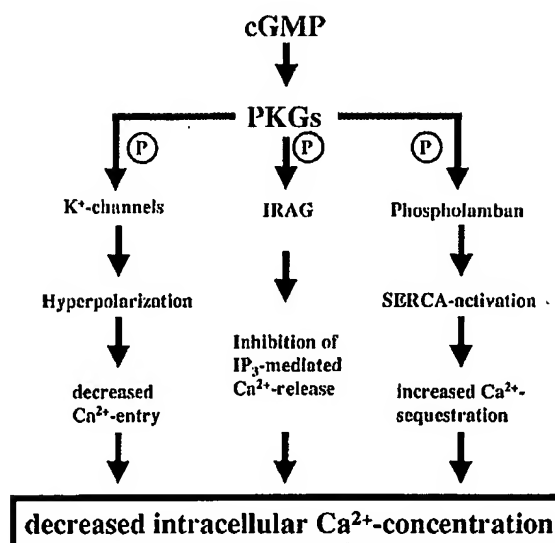 cGMP
PKGs
P
P
P
K⁺-channels
IRAG
Phospholamban
Hyperpolarization
SERCA-activation
Inhibition of
IP₃-mediated
Ca²⁺-release
decreased
Ca²⁺-entry
increased Ca²⁺-
sequestration
decreased intracellular Ca²⁺-concentration